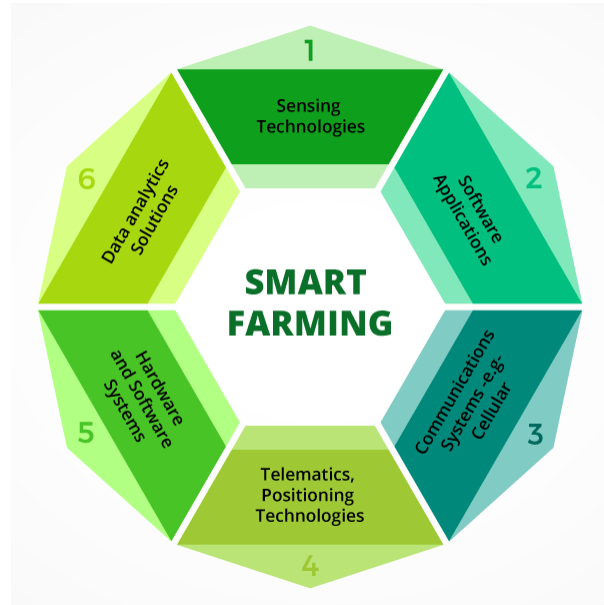 1
Sensing
Technologies
2
Software
Applications
3
Communications
Systems -e.g-
Cellular
4
Telematics,
Positioning
Technologies
5
Hardware
and Software
Systems
6
Data analytics
Solutions
SMART
FARMING